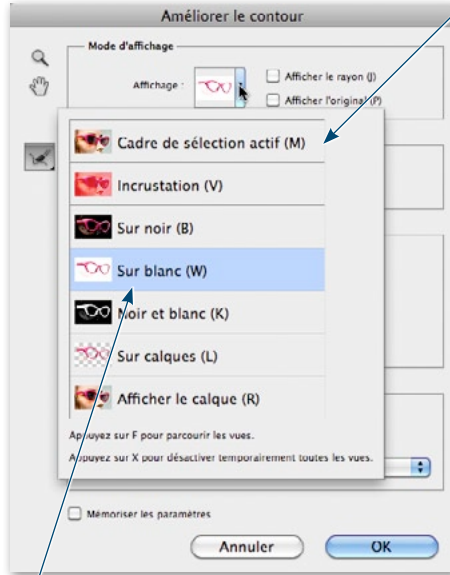 Améliorer le contour
Mode d'affichage
Affichage :
Afficher le rayon (J)
Afficher l'original (P)
Cadre de sélection actif (M)
Incrustation (V)
Sur noir (B)
Sur blanc (W)
Noir et blanc (K)
Sur calques (L)
Afficher le calque (R)
Appuyez sur F pour parcourir les vues.
Appuyez sur X pour désactiver temporairement toutes les vues.
Mémoriser les paramètres
Annuler
OK